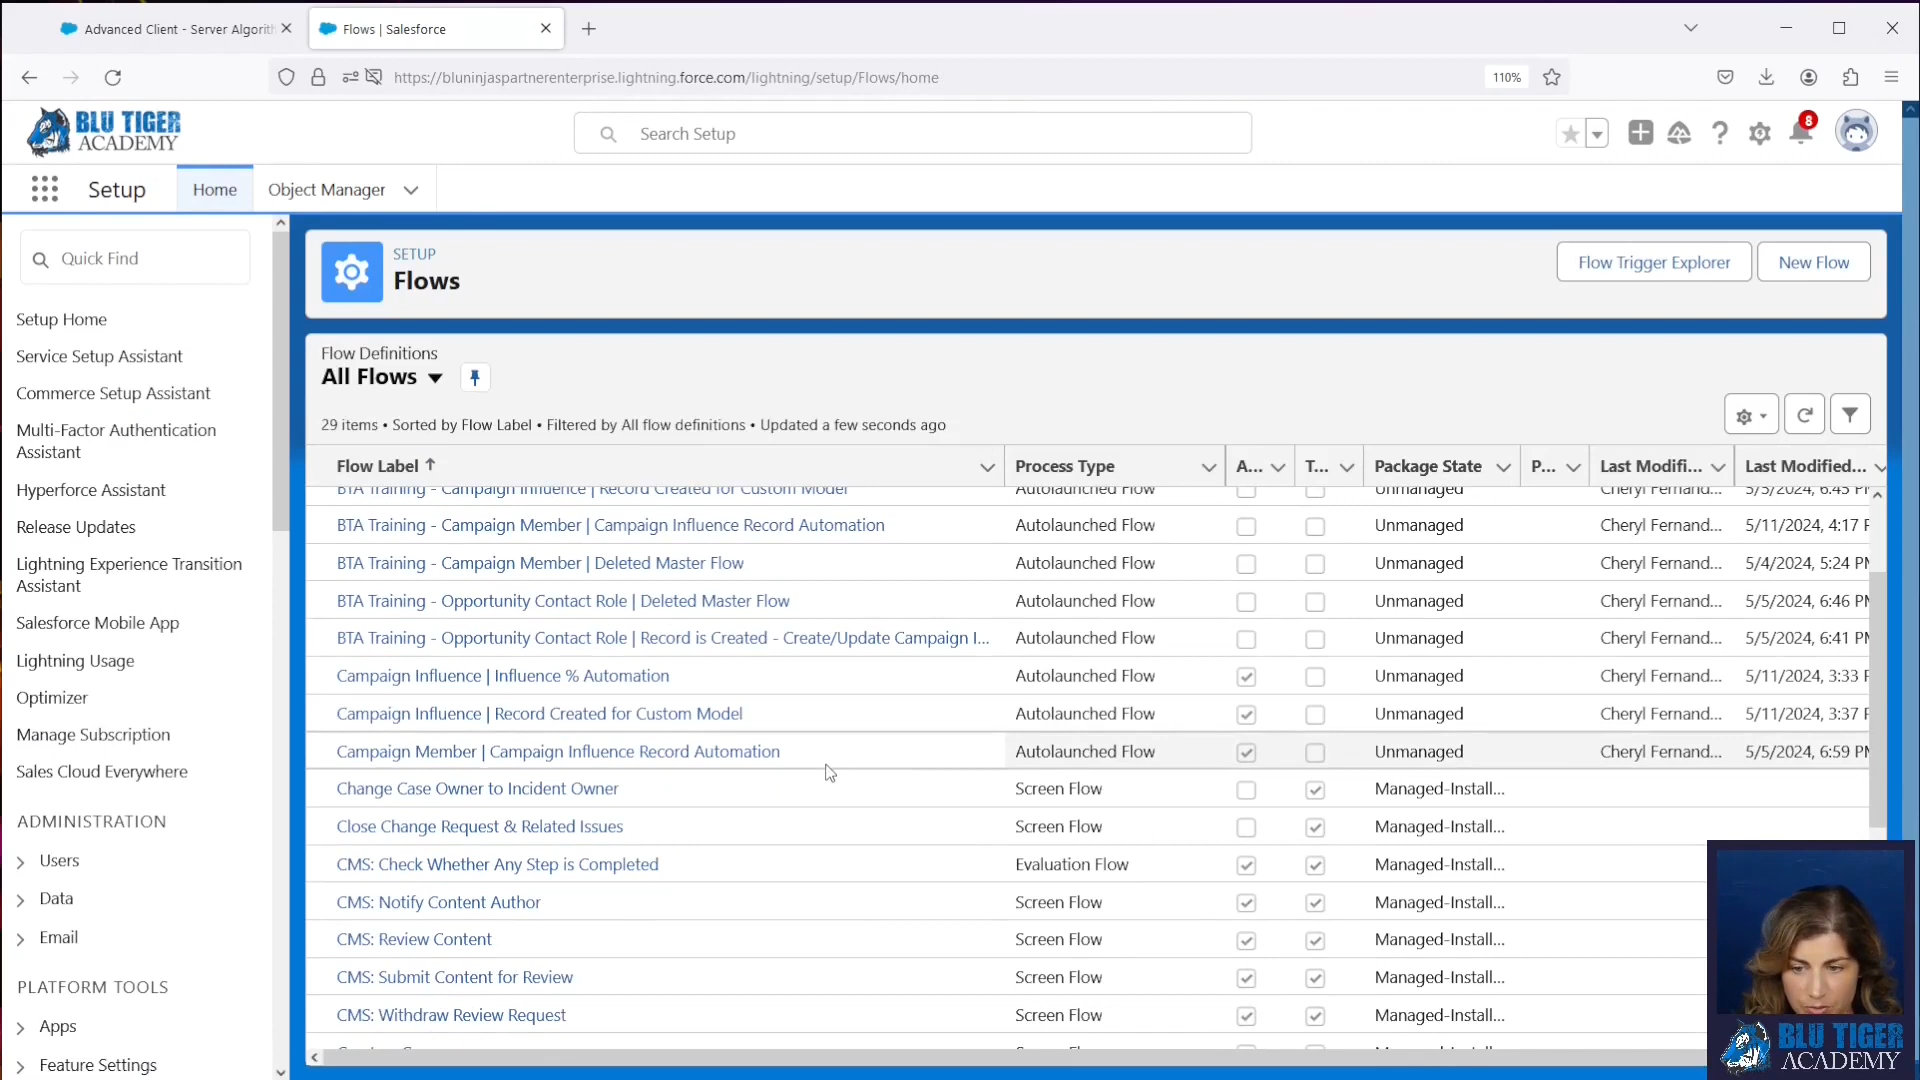 Advanced Client - Server Algorith
Flows | Salesforce
https://bluninjaspartnerenterprise.lightning.force.com/lightning/setup/Flows/home
110%
BLU TIGER
ACADEMY
Search Setup
8
Setup
Home
Object Manager
Quick Find
Setup Home
Service Setup Assistant
Commerce Setup Assistant
Multi-Factor Authentication
Assistant
Hyperforce Assistant
Release Updates
Lightning Experience Transition
Assistant
Salesforce Mobile App
Lightning Usage
Optimizer
Manage Subscription
Sales Cloud Everywhere
ADMINISTRATION
Users
Data
Email
PLATFORM TOOLS
Apps
Feature Settings
SETUP
Flows
Flow Trigger Explorer
New Flow
Flow Definitions
All Flows
29 items • Sorted by Flow Label • Filtered by All flow definitions • Updated a few seconds ago
Flow Label Process Type A... T... Package State P... Last Modifi... Last Modified...
BTA Training - Campaign Influence | Record Created for Custom Model Autolaunched Flow Unmanaged Cheryl Fernand... 5/5/2024, 6:45 PM
BTA Training - Campaign Member | Campaign Influence Record Automation Autolaunched Flow Unmanaged Cheryl Fernand... 5/11/2024, 4:17 P
BTA Training - Campaign Member | Deleted Master Flow Autolaunched Flow Unmanaged Cheryl Fernand... 5/4/2024, 5:24 PM
BTA Training - Opportunity Contact Role | Deleted Master Flow Autolaunched Flow Unmanaged Cheryl Fernand... 5/5/2024, 6:46 PM
BTA Training - Opportunity Contact Role | Record is Created - Create/Update Campaign I... Autolaunched Flow Unmanaged Cheryl Fernand... 5/5/2024, 6:41 PM
Campaign Influence | Influence % Automation Autolaunched Flow Unmanaged Cheryl Fernand... 5/11/2024, 3:33 P
Campaign Influence | Record Created for Custom Model Autolaunched Flow Unmanaged Cheryl Fernand... 5/11/2024, 3:37 P
Campaign Member | Campaign Influence Record Automation Autolaunched Flow Unmanaged Cheryl Fernand... 5/5/2024, 6:59 PM
Change Case Owner to Incident Owner Screen Flow Managed-Install...
Close Change Request & Related Issues Screen Flow Managed-Install...
CMS: Check Whether Any Step is Completed Evaluation Flow Managed-Install...
CMS: Notify Content Author Screen Flow Managed-Install...
CMS: Review Content Screen Flow Managed-Install...
CMS: Submit Content for Review Screen Flow Managed-Install...
CMS: Withdraw Review Request Screen Flow Managed-Install...
BLU TIGER
ACADEMY